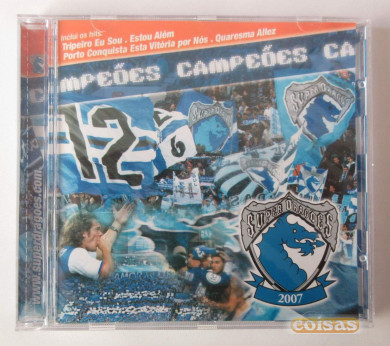 inclui os hits:
Tripeiro Eu Sou . Estou Além
Porto Conquista Esta Vitória por Nós . Quaresma Allez
MPEÕES CAMPEÕES CA
12
SUPER DRAGÕES
2007
www.superdragoes.com
coisas